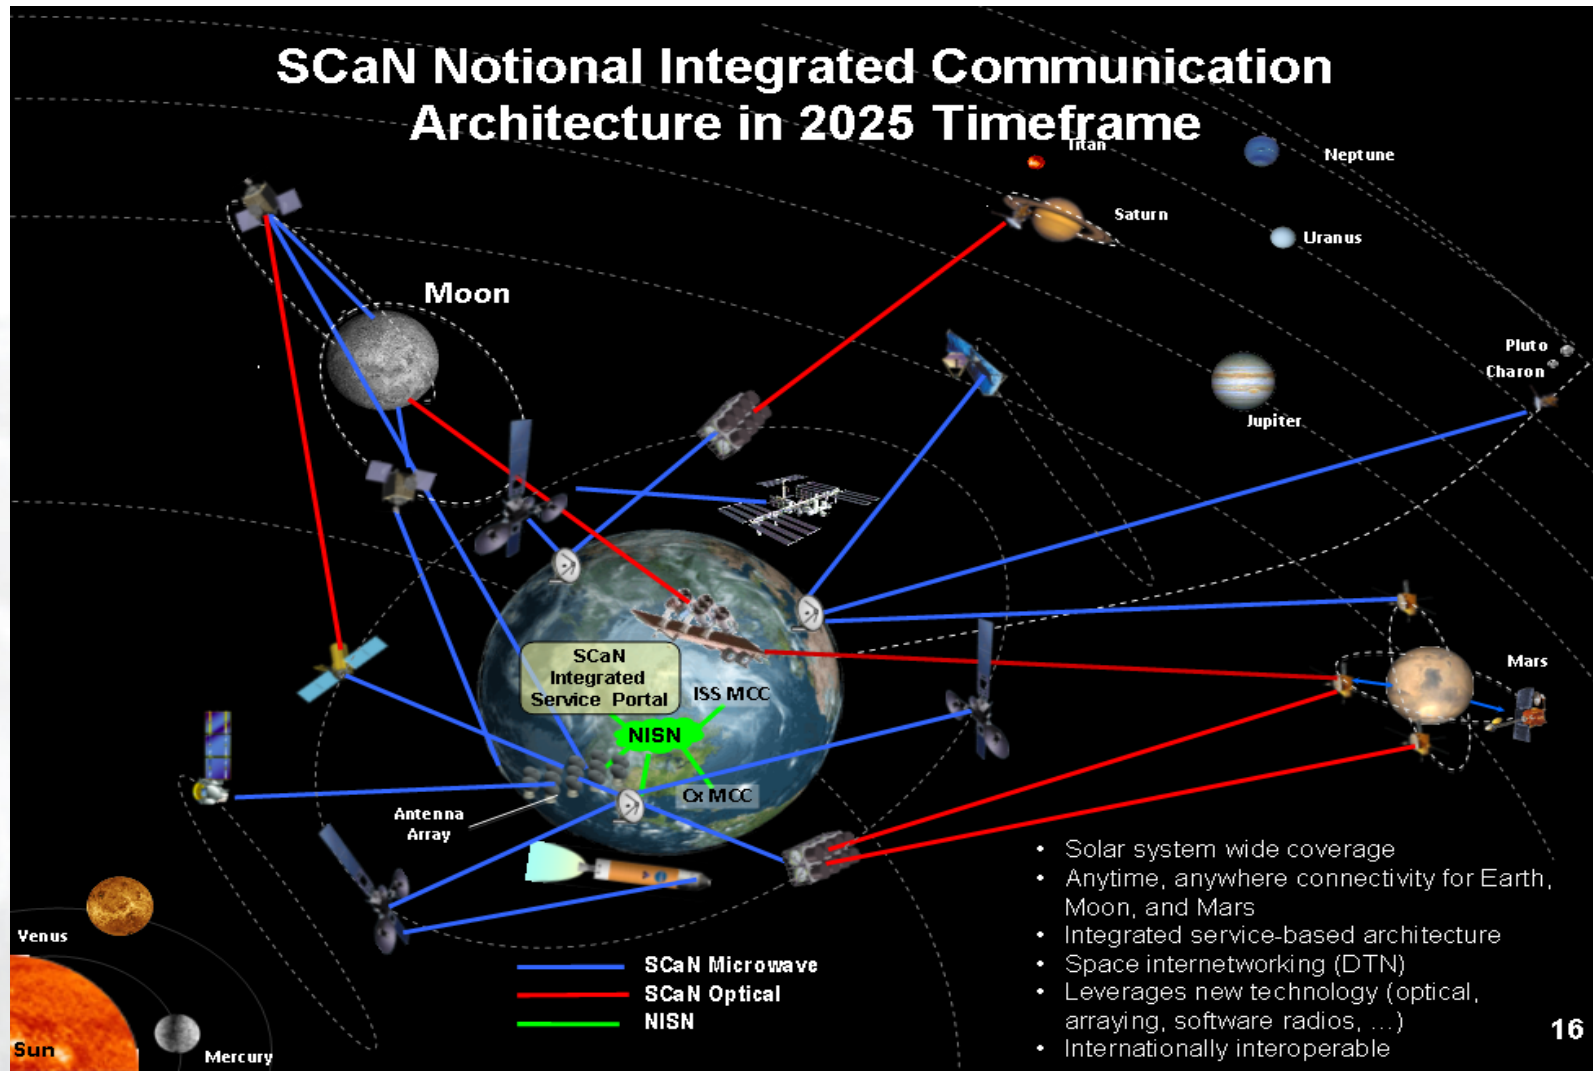 SCaN Notional Integrated Communication
Architecture in 2025 Timeframe
Titan
Neptune
Saturn
Uranus
Moon
Pluto
Charon
Jupiter
SCaN
Integrated
Service Portal
ISS MCC
NISN
Cx MCC
Mars
Antenna
Array
Venus
Mercury
Sun
SCaN Microwave
SCaN Optical
NISN
• Solar system wide coverage
• Anytime, anywhere connectivity for Earth,
Moon, and Mars
• Integrated service-based architecture
• Space internetworking (DTN)
• Leverages new technology (optical,
arraying, software radios, ...)
• Internationally interoperable
16